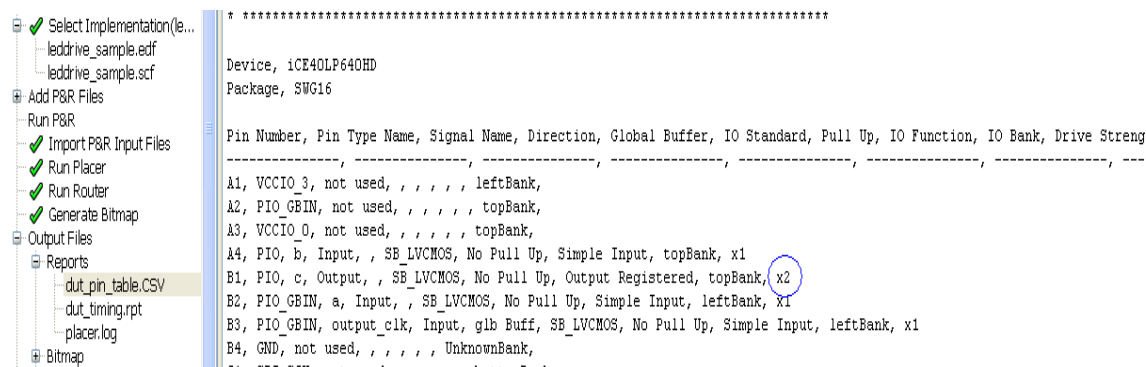 Select Implementation(le...
leddrive_sample.edf
leddrive_sample.scf
Add P&R Files
Run P&R
Import P&R Input Files
Run Placer
Run Router
Generate Bitmap
Output Files
Reports
dut_pin_table.CSV
dut_timing.rpt
placer.log
Bitmap
* ******************************************************************************
Device, iCE40LP640HD
Package, SWG16
Pin Number, Pin Type Name, Signal Name, Direction, Global Buffer, IO Standard, Pull Up, IO Function, IO Bank, Drive Streng
--------------, --------------, --------------, --------------, --------------, --------------, --------------, ---
A1, VCCIO_3, not used, , , , , , leftBank,
A2, PIO_GBIN, not used, , , , , , topBank,
A3, VCCIO_0, not used, , , , , , topBank,
A4, PIO, b, Input, , SB_LVCMOS, No Pull Up, Simple Input, topBank, x1
B1, PIO, c, Output, , SB_LVCMOS, No Pull Up, Output Registered, topBank, x2
B2, PIO_GBIN, a, Input, , SB_LVCMOS, No Pull Up, Simple Input, leftBank, x1
B3, PIO_GBIN, output_clk, Input, glb Buff, SB_LVCMOS, No Pull Up, Simple Input, leftBank, x1
B4, GND, not used, , , , , , UnknownBank,